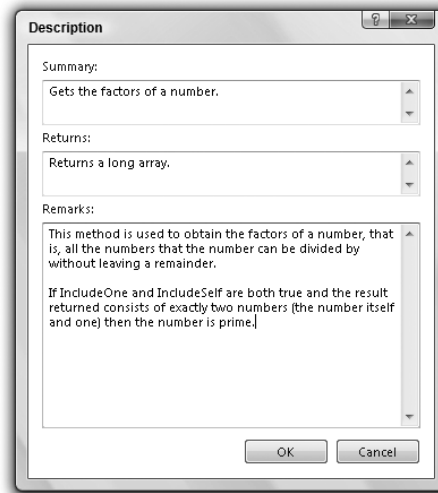 Description
Summary:
Gets the factors of a number.
Returns:
Returns a long array.
Remarks:
This method is used to obtain the factors of a number, that
is, all the numbers that the number can be divided by
without leaving a remainder.
If IncludeOne and IncludeSelf are both true and the result
returned consists of exactly two numbers (the number itself
and one) then the number is prime.
OK Cancel